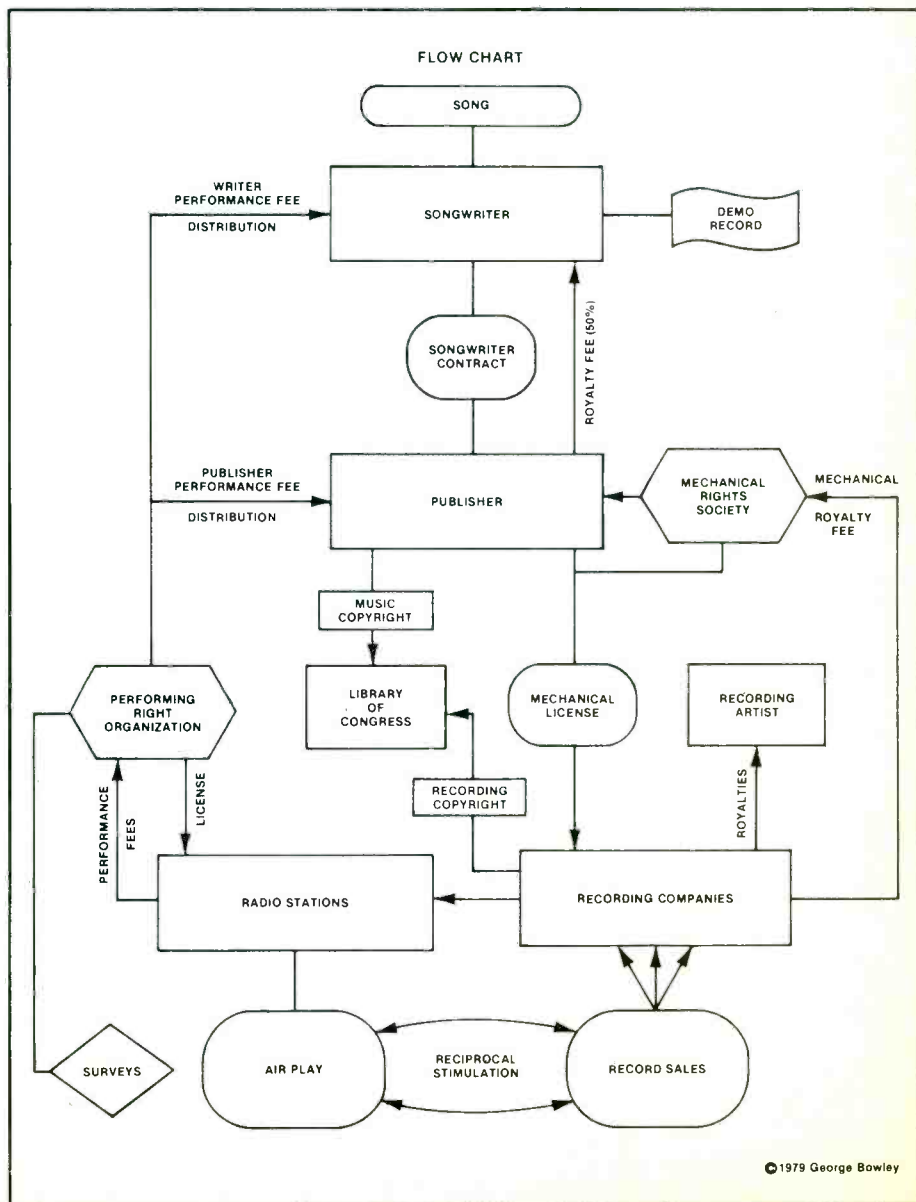 FLOW CHART
SONG
WRITER
PERFORMANCE FEE
DISTRIBUTION
SONGWRITER
DEMO
RECORD
SONGWRITER
CONTRACT
ROYALTY FEE (50%)
PUBLISHER
PERFORMANCE FEE
DISTRIBUTION
PUBLISHER
MECHANICAL
RIGHTS
SOCIETY
MECHANICAL
ROYALTY
FEE
MUSIC
COPYRIGHT
PERFORMING
RIGHT
ORGANIZATION
LIBRARY
OF
CONGRESS
MECHANICAL
LICENSE
RECORDING
ARTIST
RECORDING
COPYRIGHT
PERFORMANCE
FEES
LICENSE
ROYALTIES
RADIO STATIONS
RECORDING COMPANIES
SURVEYS
AIR PLAY
RECIPROCAL
STIMULATION
RECORD SALES
©1979 George Bowley